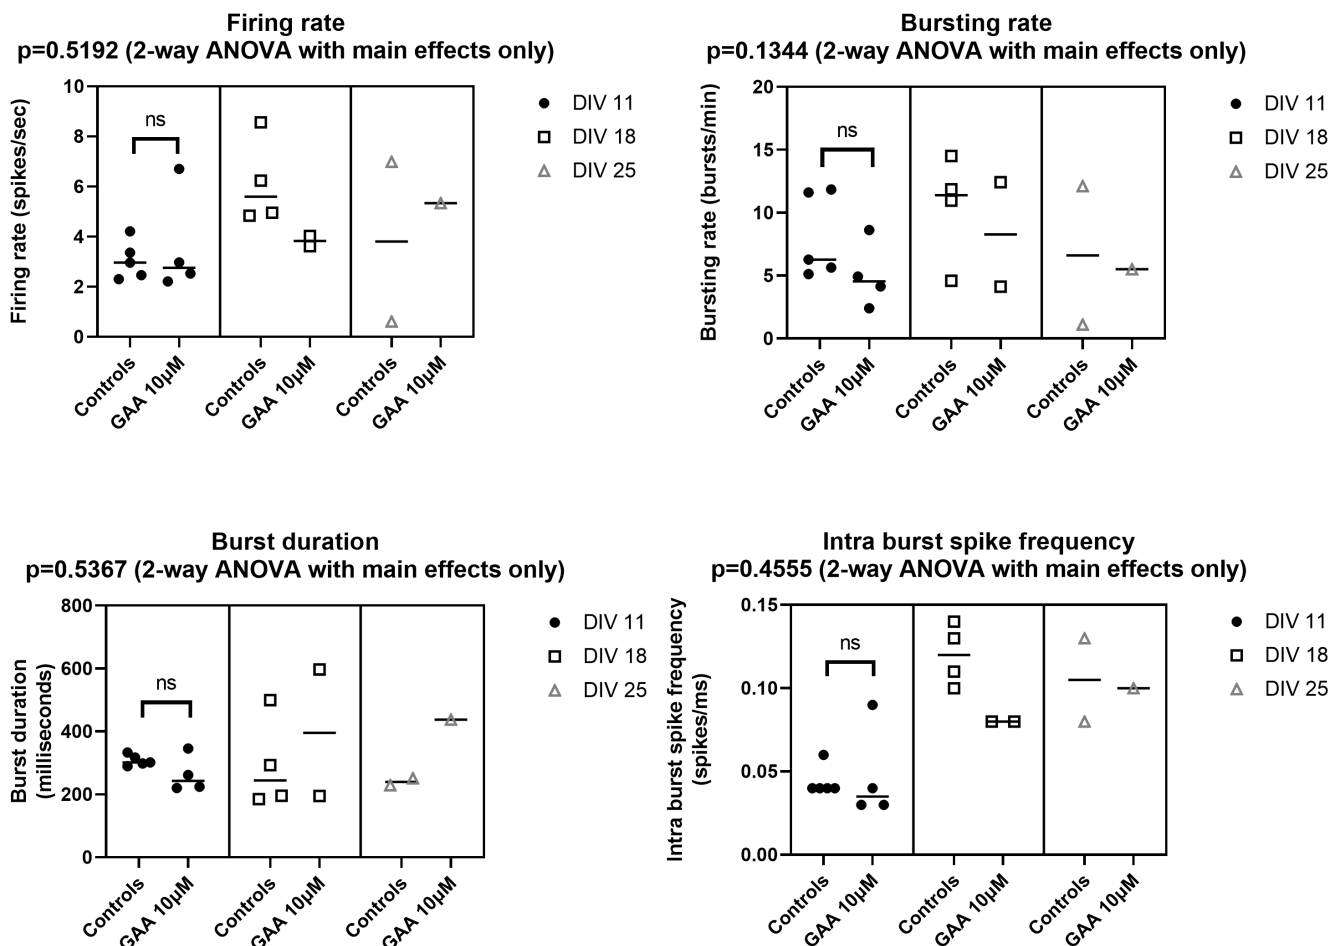 Firing rate
p=0.5192 (2-way ANOVA with main effects only)
Firing rate (spikes/sec)
10
8
6
4
2
0
ns
Controls
GAA 10µM
Controls
GAA 10µM
Controls
GAA 10µM
DIV 11
DIV 18
DIV 25
Bursting rate
p=0.1344 (2-way ANOVA with main effects only)
Bursting rate (bursts/min)
20
15
10
5
0
ns
Controls
GAA 10µM
Controls
GAA 10µM
Controls
GAA 10µM
DIV 11
DIV 18
DIV 25
Burst duration
p=0.5367 (2-way ANOVA with main effects only)
Burst duration
(milliseconds)
800
600
400
200
0
ns
Controls
GAA 10µM
Controls
GAA 10µM
Controls
GAA 10µM
DIV 11
DIV 18
DIV 25
Intra burst spike frequency
p=0.4555 (2-way ANOVA with main effects only)
Intra burst spike frequency
(spikes/ms)
0.15
0.10
0.05
0.00
ns
Controls
GAA 10µM
Controls
GAA 10µM
Controls
GAA 10µM
DIV 11
DIV 18
DIV 25